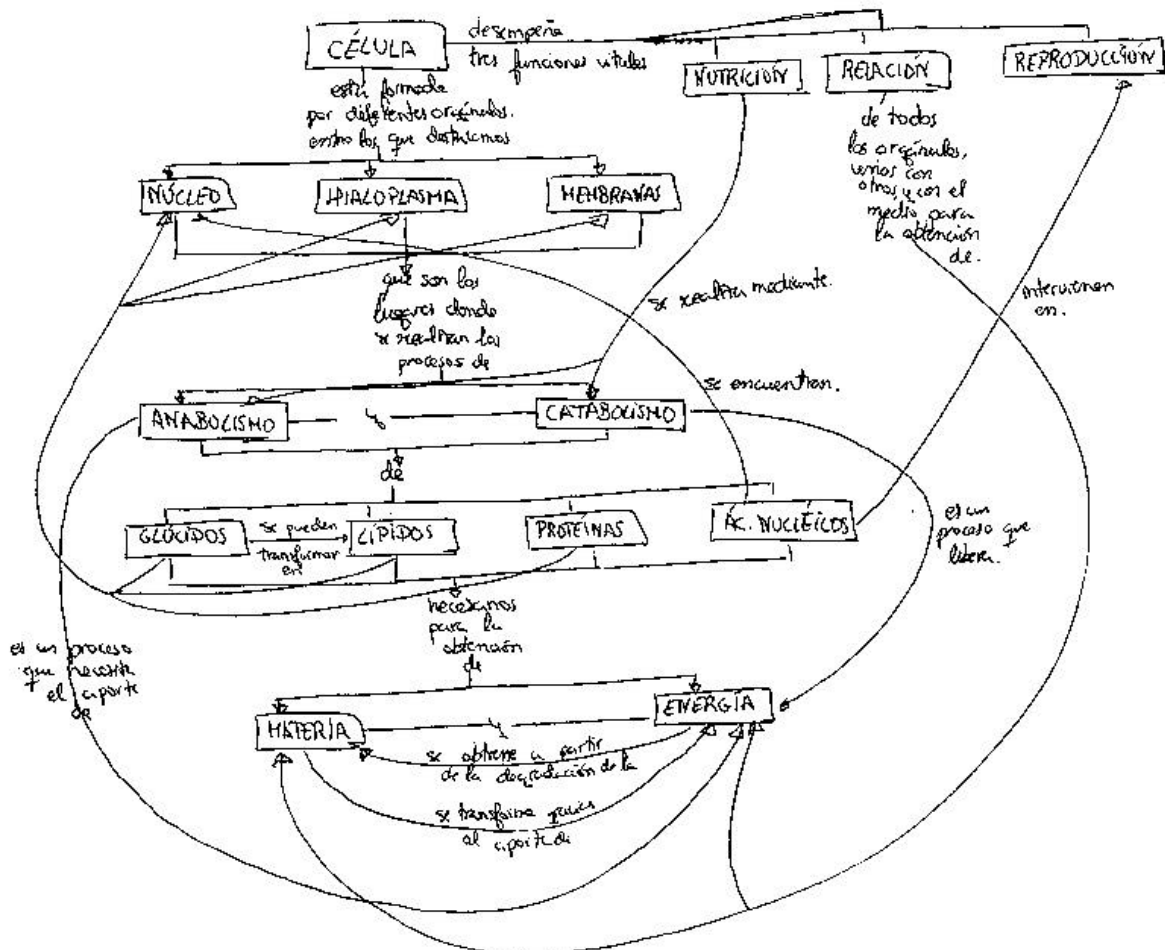 CÉLULA
desempeña
tres funciones vitales
NUTRICIÓN
RELACIÓN
REPRODUCCIÓN
está formada
por diferentes orgánulos,
entre los que destacamos
de todos
los orgánulos,
unos con
otros y con el
medio para
la obtención
de.
NÚCLEO
HIALOPLASMA
MEMBRANAS
que son los
lugares donde
se realizan los
procesos de
se realiza mediante.
intervienen
en.
se encuentran.
ANABOLISMO
y
CATABOLISMO
de
GLÚCIDOS
se pueden
transformar
en
LÍPIDOS
PROTEÍNAS
ÁC. NUCLÉICOS
es un
proceso que
libera.
necesarios
para la
obtención
de
es un proceso
que necesita
el aporte
de
MATERIA
y
ENERGÍA
se obtiene a partir
de la degradación de la
se transforma gracias
al aporte de